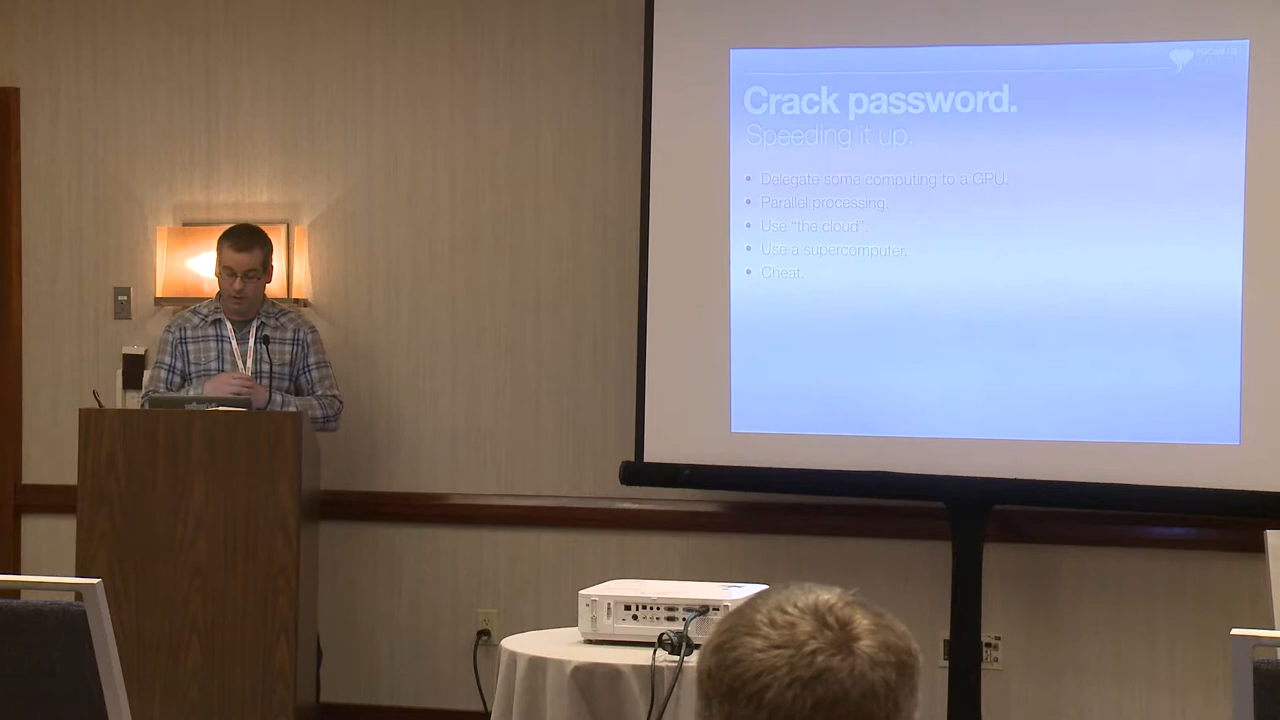 Crack password.
Speeding it up.
• Delegate some computing to a GPU.
• Parallel processing.
• Use "the cloud".
• Use a supercomputer.
• Cheat.